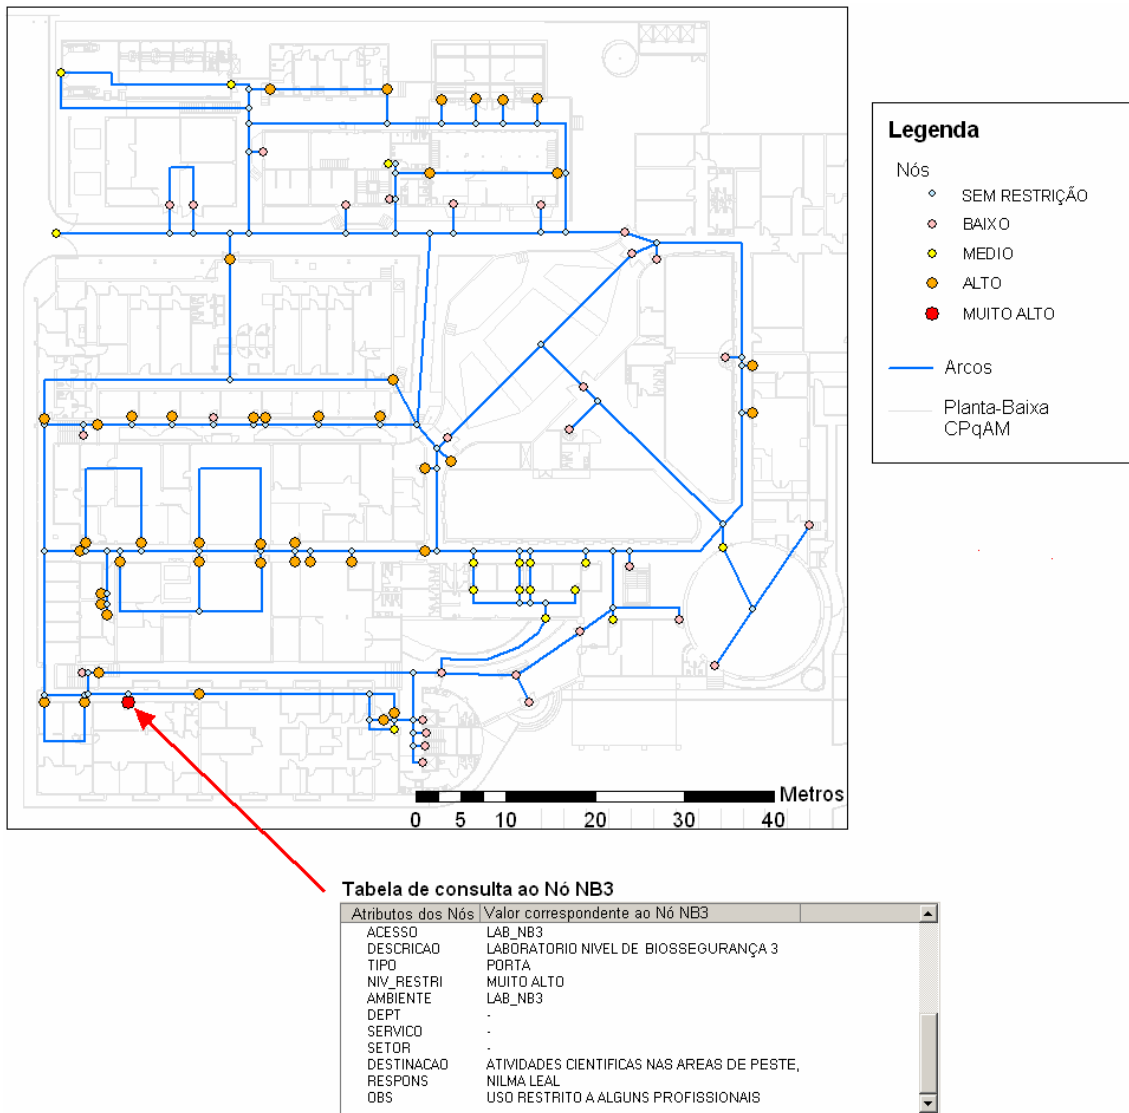 Legenda
Nós
SEM RESTRIÇÃO
BAIXO
MEDIO
ALTO
MUITO ALTO
Arcos
Planta-Baixa
CPqAM
Metros
0 5 10 20 30 40
Tabela de consulta ao Nó NB3
Atributos dos Nós Valor correspondente ao Nó NB3
ACESSO LAB_NB3
DESCRICAO LABORATORIO NIVEL DE BIOSSEGURANÇA 3
TIPO PORTA
NIV_RESTRI MUITO ALTO
AMBIENTE LAB_NB3
DEPT -
SERVICO -
SETOR -
DESTINACAO ATIVIDADES CIENTIFICAS NAS AREAS DE PESTE,
RESPONS NILMA LEAL
OBS USO RESTRITO A ALGUNS PROFISSIONAIS